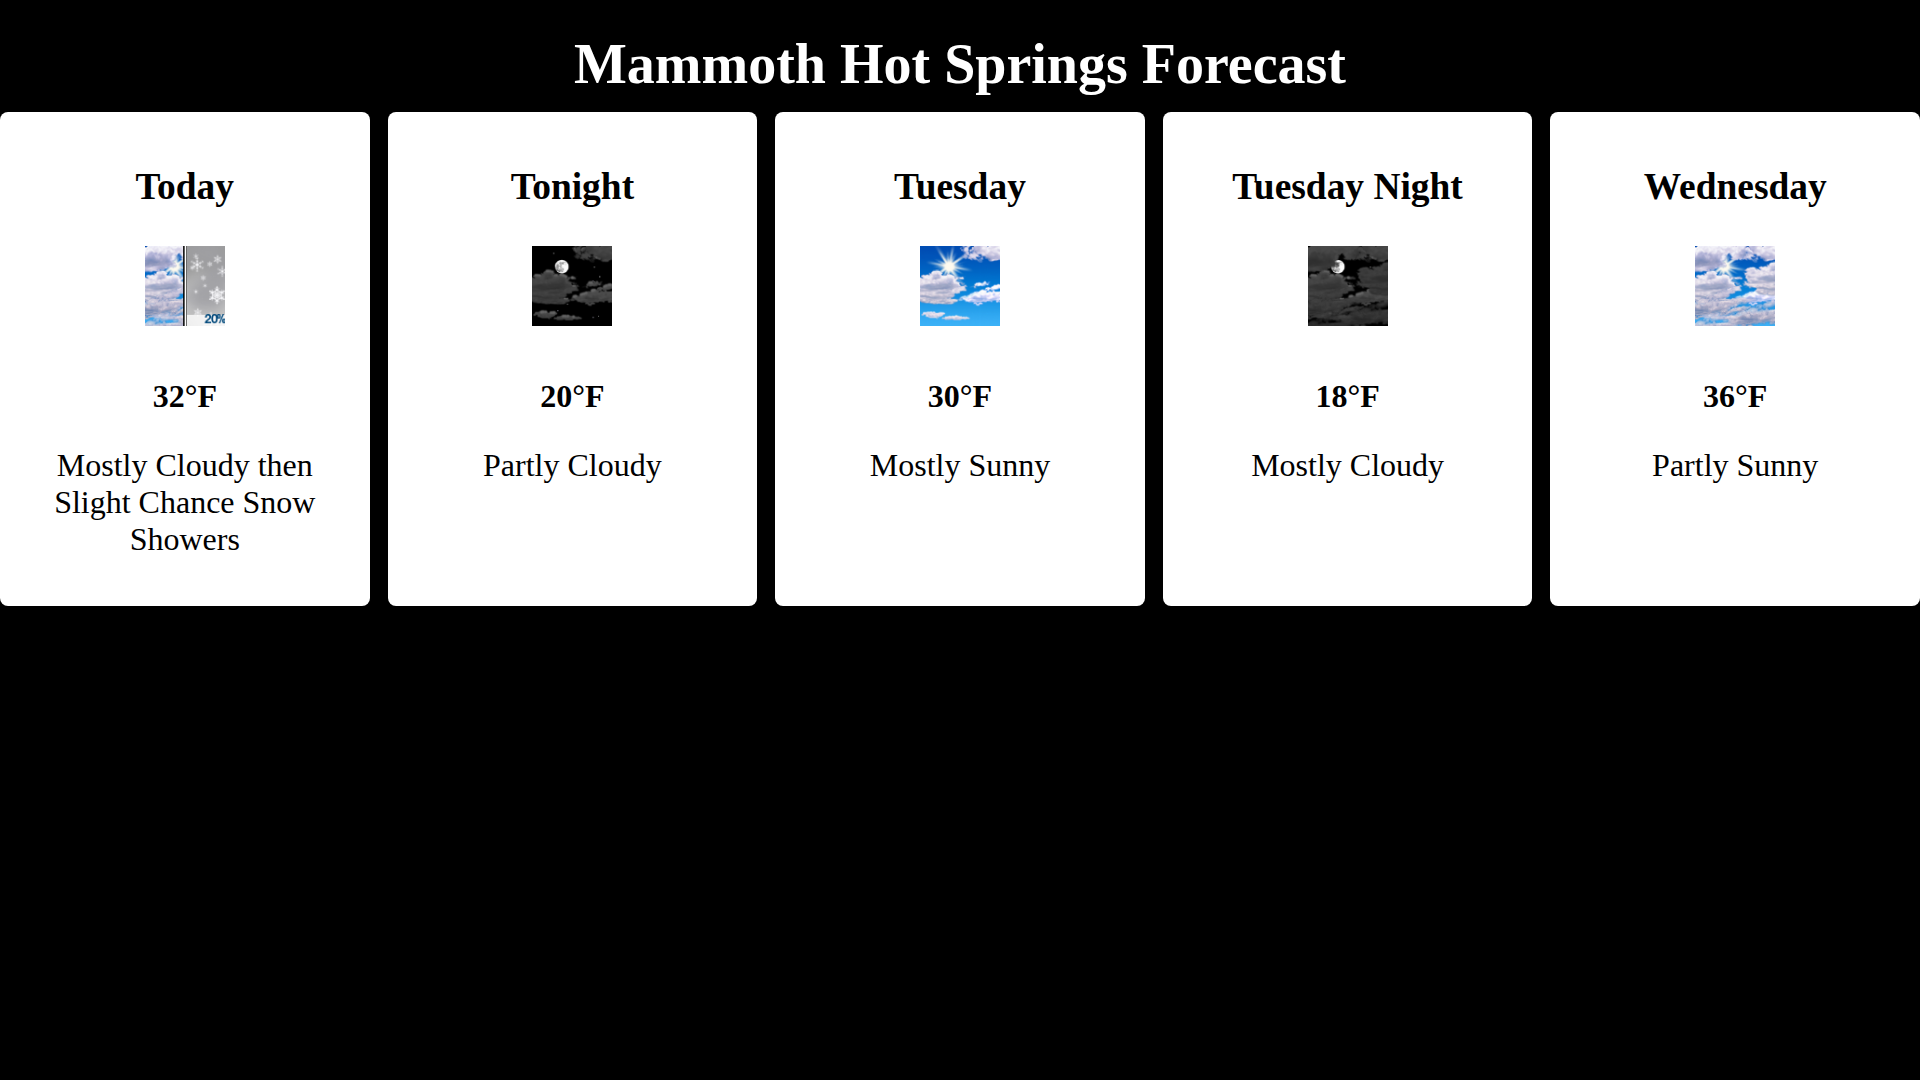 Mammoth Hot Springs Forecast
Today
20%
32°F
Mostly Cloudy then
Slight Chance Snow
Showers
Tonight
20°F
Partly Cloudy
Tuesday
30°F
Mostly Sunny
Tuesday Night
18°F
Mostly Cloudy
Wednesday
36°F
Partly Sunny